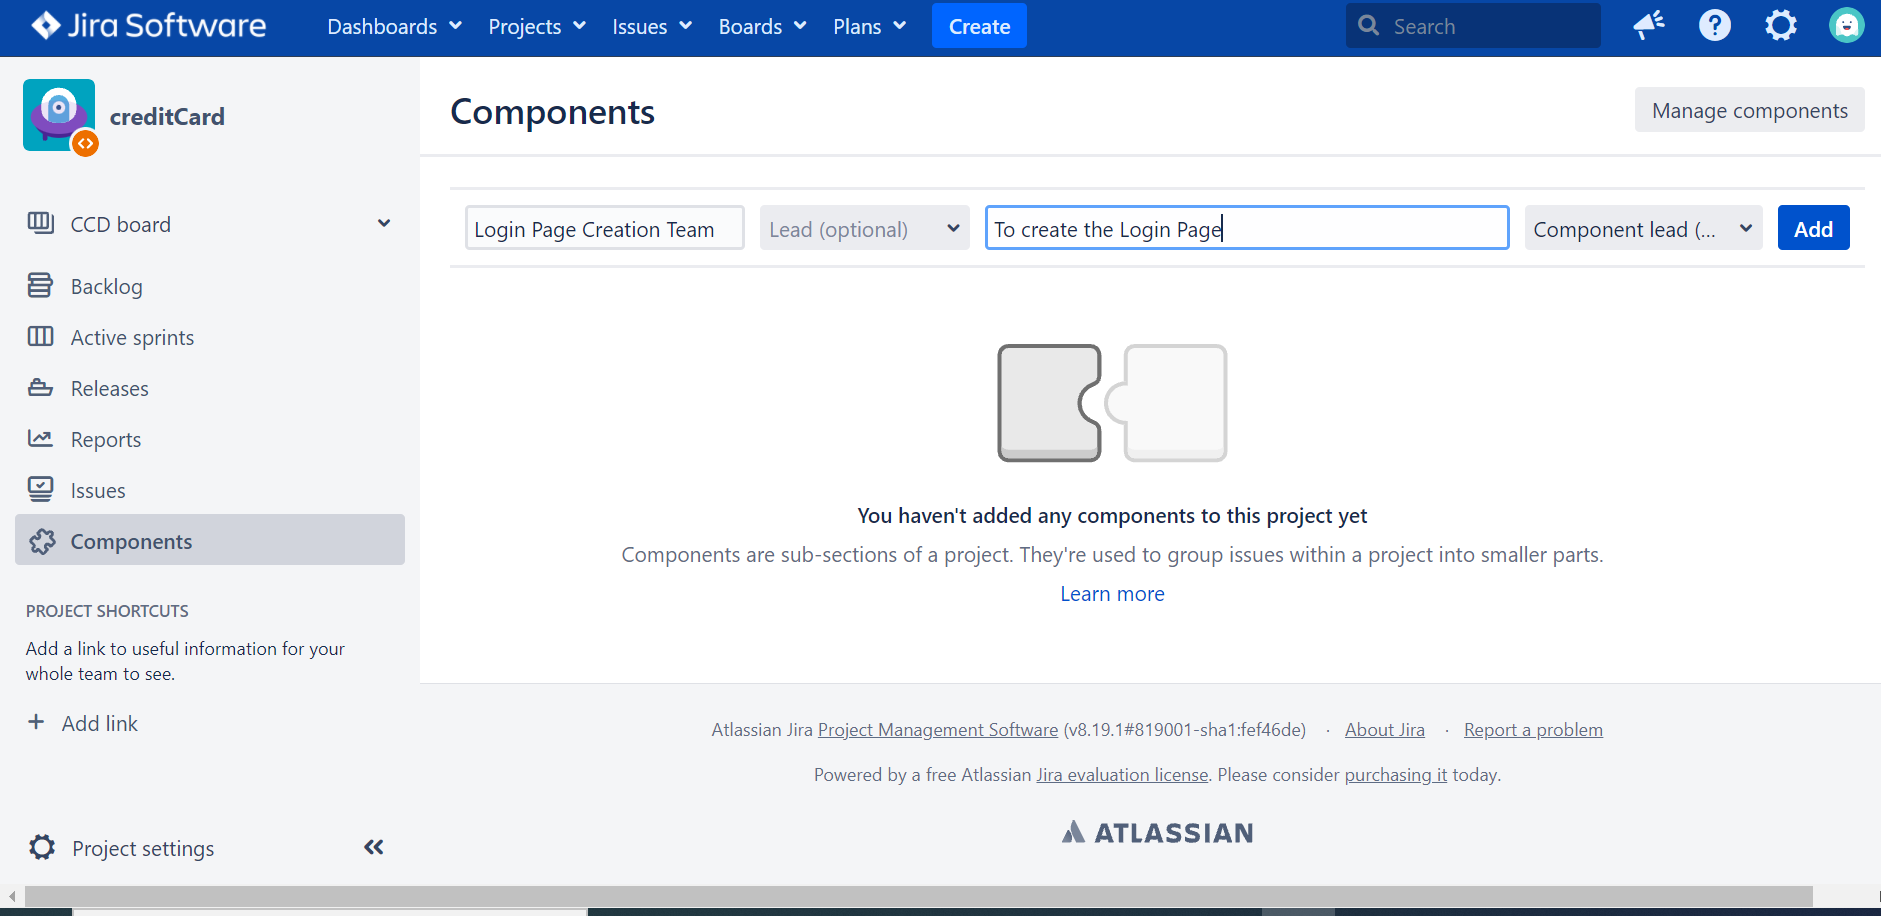 Jira Software Dashboards Projects Issues Boards Plans Create Search
creditCard
Components
Manage components
CCD board
Login Page Creation Team Lead (optional) To create the Login Page Component lead (... Add
Backlog
Active sprints
Releases
Reports
Issues
Components
You haven't added any components to this project yet
Components are sub-sections of a project. They're used to group issues within a project into smaller parts.
Learn more
PROJECT SHORTCUTS
Add a link to useful information for your
whole team to see.
+ Add link
Atlassian Jira Project Management Software (v8.19.1#819001-sha1:fef46de) · About Jira · Report a problem
Powered by a free Atlassian Jira evaluation license. Please consider purchasing it today.
ATLASSIAN
Project settings